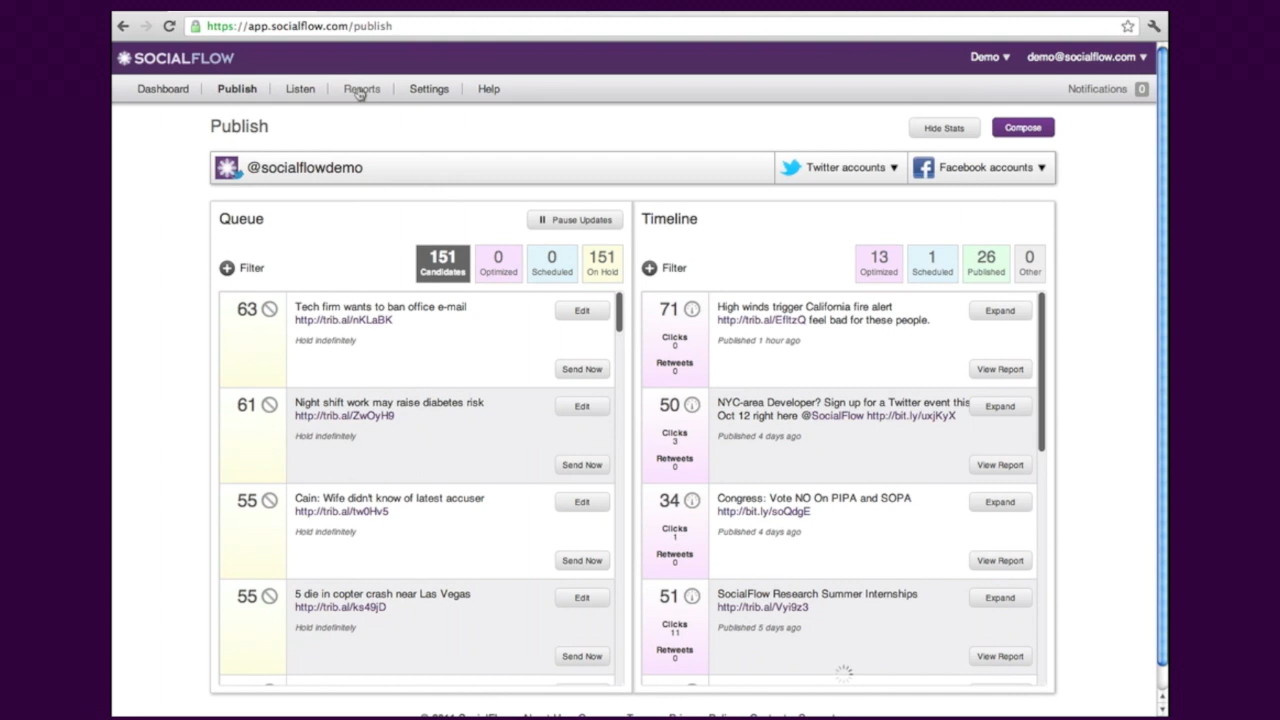 https://app.socialflow.com/publish
SOCIALFLOW
Demo ▼ demo@socialflow.com ▼
Dashboard Publish Listen Reports Settings Help Notifications 0
Publish
Hide Stats Compose
@socialflowdemo Twitter accounts ▼ Facebook accounts ▼
Queue
Pause Updates
Filter
151 Candidates
0 Optimized
0 Scheduled
151 On Hold
63
Tech firm wants to ban office e-mail
http://trib.al/nKLaBK
Hold indefinitely
Edit
Send Now
61
Night shift work may raise diabetes risk
http://trib.al/ZwOyH9
Hold indefinitely
Edit
Send Now
55
Cain: Wife didn't know of latest accuser
http://trib.al/tw0Hv5
Hold indefinitely
Edit
Send Now
55
5 die in copter crash near Las Vegas
http://trib.al/ks49jD
Hold indefinitely
Edit
Send Now
Timeline
Filter
13 Optimized
1 Scheduled
26 Published
0 Other
71
Clicks
0
Retweets
0
High winds trigger California fire alert
http://trib.al/EfItzQ feel bad for these people.
Published 1 hour ago
Expand
View Report
50
Clicks
3
Retweets
0
NYC-area Developer? Sign up for a Twitter event this
Oct 12 right here @SocialFlow http://bit.ly/uxjKyX
Published 4 days ago
Expand
View Report
34
Clicks
1
Retweets
0
Congress: Vote NO On PIPA and SOPA
http://bit.ly/soQdgE
Published 4 days ago
Expand
View Report
51
Clicks
11
Retweets
0
SocialFlow Research Summer Internships
http://trib.al/Vyi9z3
Published 5 days ago
Expand
View Report